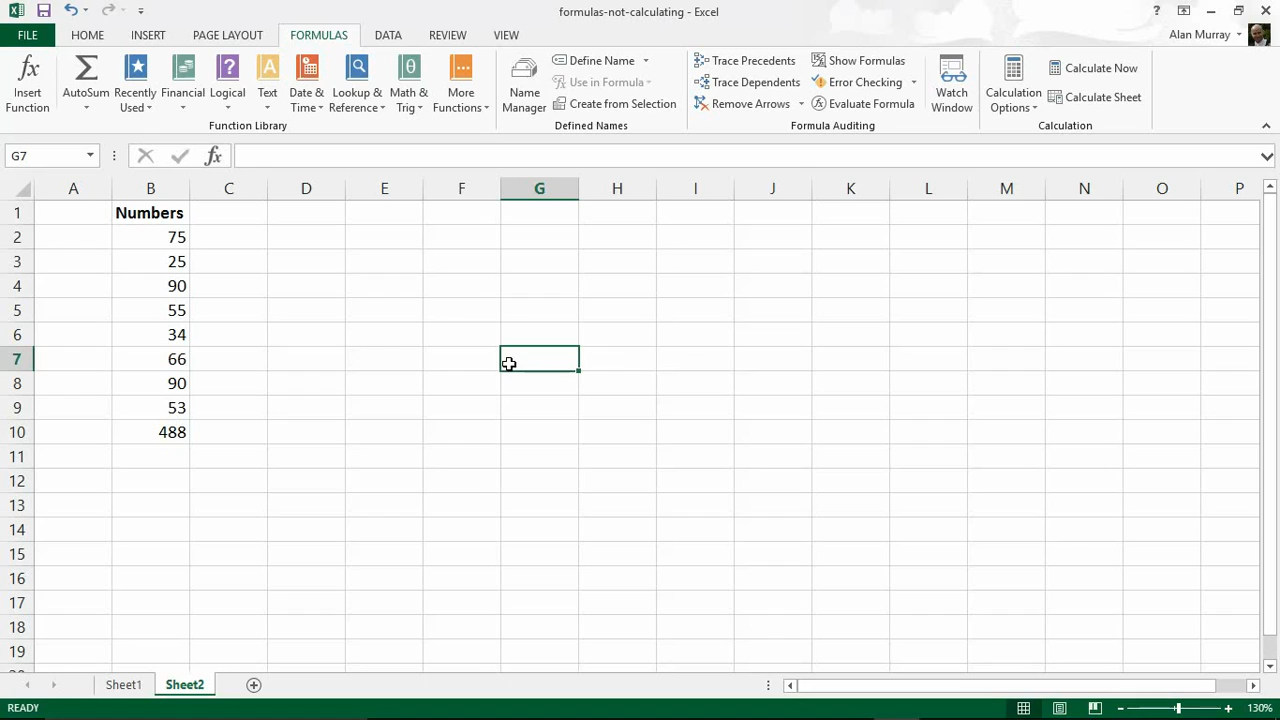 formulas-not-calculating - Excel
?
FILE HOME INSERT PAGE LAYOUT FORMULAS DATA REVIEW VIEW Alan Murray
Insert Function
AutoSum
Recently Used
Financial
Logical
Text
Date & Time
Lookup & Reference
Math & Trig
More Functions
Function Library
Name Manager
Define Name
Use in Formula
Create from Selection
Defined Names
Trace Precedents
Trace Dependents
Remove Arrows
Show Formulas
Error Checking
Evaluate Formula
Formula Auditing
Watch Window
Calculation Options
Calculate Now
Calculate Sheet
Calculation
G7 fx
A B C D E F G H I J K L M N O P
1 Numbers
2 75
3 25
4 90
5 55
6 34
7 66
8 90
9 53
10 488
11
12
13
14
15
16
17
18
19
Sheet1 Sheet2
READY 130%